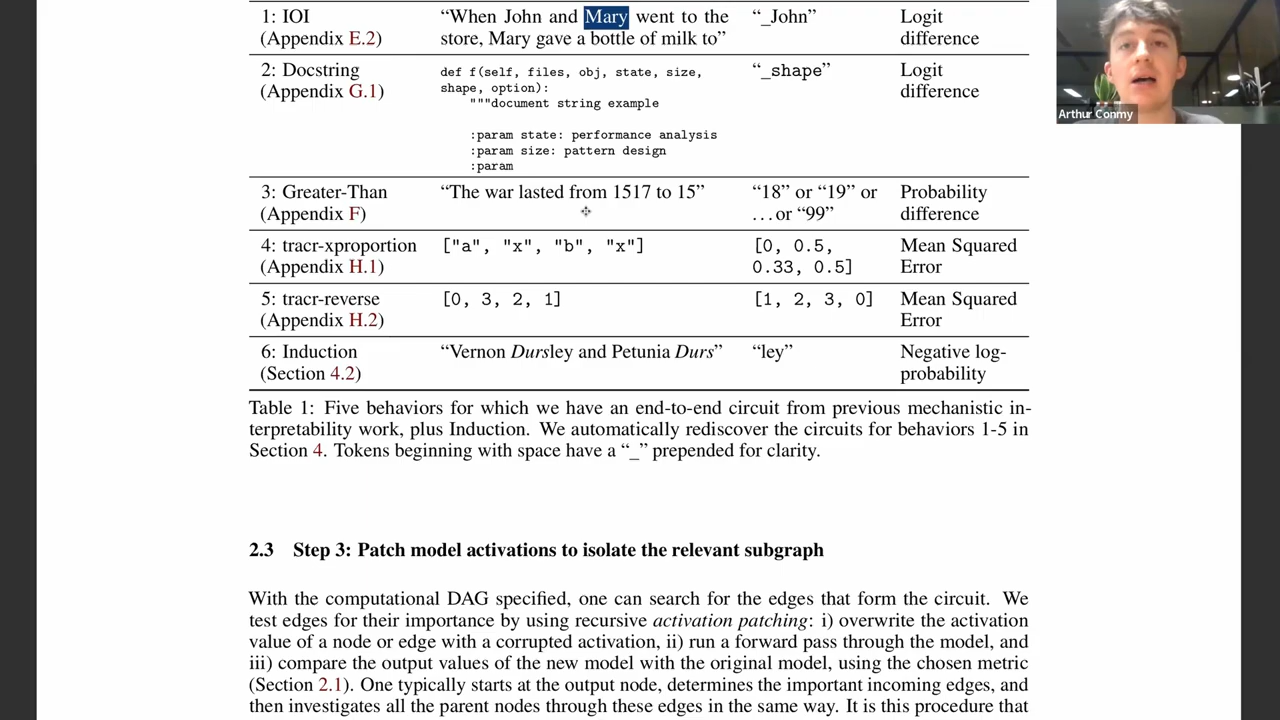 1: IOI “When John and Mary went to the “_John” Logit
(Appendix E.2) store, Mary gave a bottle of milk to” difference
2: Docstring def f(self, files, obj, state, size, “_shape” Logit
(Appendix G.1) shape, option): difference
"""document string example
:param state: performance analysis
:param size: pattern design
:param
3: Greater-Than “The war lasted from 1517 to 15” “18” or “19” or Probability
(Appendix F) ...or “99” difference
4: tracr-xproportion ["a", "x", "b", "x"] [0, 0.5, Mean Squared
(Appendix H.1) 0.33, 0.5] Error
5: tracr-reverse [0, 3, 2, 1] [1, 2, 3, 0] Mean Squared
(Appendix H.2) Error
6: Induction “Vernon Dursley and Petunia Durs” “ley” Negative log-
(Section 4.2) probability
Table 1: Five behaviors for which we have an end-to-end circuit from previous mechanistic in-
terpretability work, plus Induction. We automatically rediscover the circuits for behaviors 1-5 in
Section 4. Tokens beginning with space have a “_” prepended for clarity.
2.3 Step 3: Patch model activations to isolate the relevant subgraph
With the computational DAG specified, one can search for the edges that form the circuit. We
test edges for their importance by using recursive activation patching: i) overwrite the activation
value of a node or edge with a corrupted activation, ii) run a forward pass through the model, and
iii) compare the output values of the new model with the original model, using the chosen metric
(Section 2.1). One typically starts at the output node, determines the important incoming edges, and
then investigates all the parent nodes through these edges in the same way. It is this procedure that
Arthur Conmy